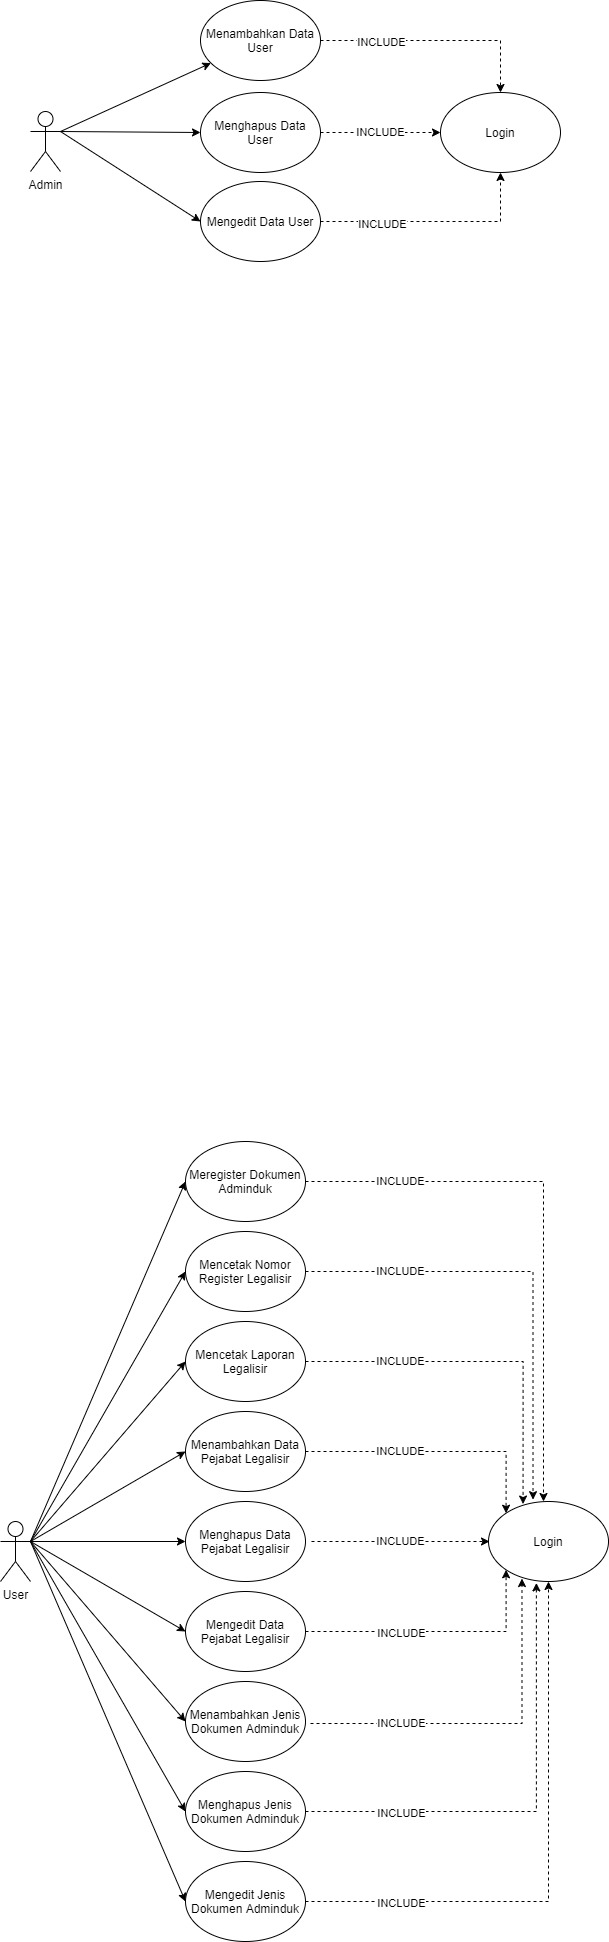 Menambahkan Data
User
INCLUDE
Menghapus Data
User
INCLUDE
Login
Admin
Mengedit Data User
INCLUDE
Meregister Dokumen
Adminduk
INCLUDE
Mencetak Nomor
Register Legalisir
INCLUDE
Mencetak Laporan
Legalisir
INCLUDE
Menambahkan Data
Pejabat Legalisir
INCLUDE
Menghapus Data
Pejabat Legalisir
INCLUDE
Login
User
Mengedit Data
Pejabat Legalisir
INCLUDE
Menambahkan Jenis
Dokumen Adminduk
INCLUDE
Menghapus Jenis
Dokumen Adminduk
INCLUDE
Mengedit Jenis
Dokumen Adminduk
INCLUDE